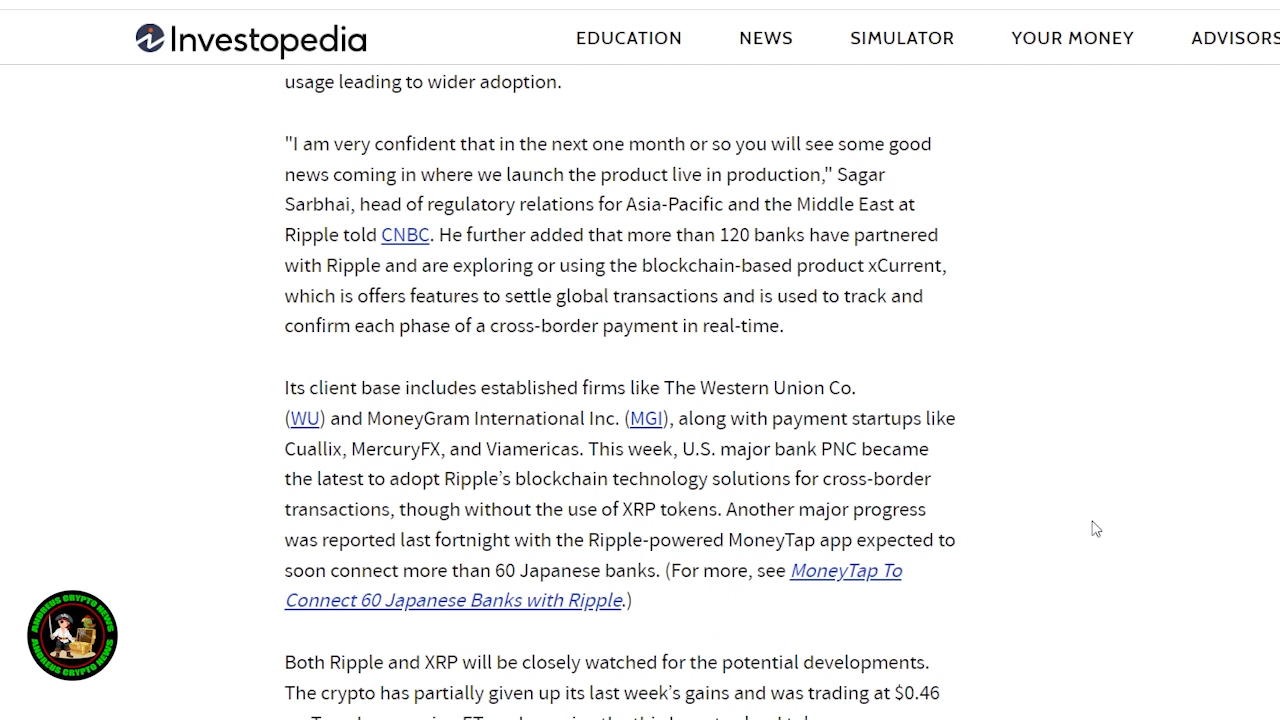 Investopedia
EDUCATION NEWS SIMULATOR YOUR MONEY ADVISORS
usage leading to wider adoption.
"I am very confident that in the next one month or so you will see some good
news coming in where we launch the product live in production," Sagar
Sarbhai, head of regulatory relations for Asia-Pacific and the Middle East at
Ripple told CNBC. He further added that more than 120 banks have partnered
with Ripple and are exploring or using the blockchain-based product xCurrent,
which is offers features to settle global transactions and is used to track and
confirm each phase of a cross-border payment in real-time.
Its client base includes established firms like The Western Union Co.
(WU) and MoneyGram International Inc. (MGI), along with payment startups like
Cuallix, MercuryFX, and Viamericas. This week, U.S. major bank PNC became
the latest to adopt Ripple’s blockchain technology solutions for cross-border
transactions, though without the use of XRP tokens. Another major progress
was reported last fortnight with the Ripple-powered MoneyTap app expected to
soon connect more than 60 Japanese banks. (For more, see MoneyTap To
Connect 60 Japanese Banks with Ripple.)
ANDREUS CRYPTO NEWS
ANDREUS CRYPTO NEWS
Both Ripple and XRP will be closely watched for the potential developments.
The crypto has partially given up its last week’s gains and was trading at $0.46